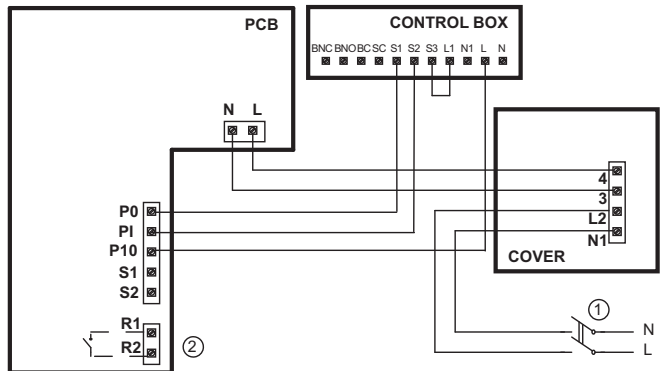 PCB
CONTROL BOX
BNC BNO BC SC S1 S2 S3 L1 N1 L N
N L
4
3
L2
N1
COVER
P0
PI
P10
S1
S2
R1
R2
②
①
N
L